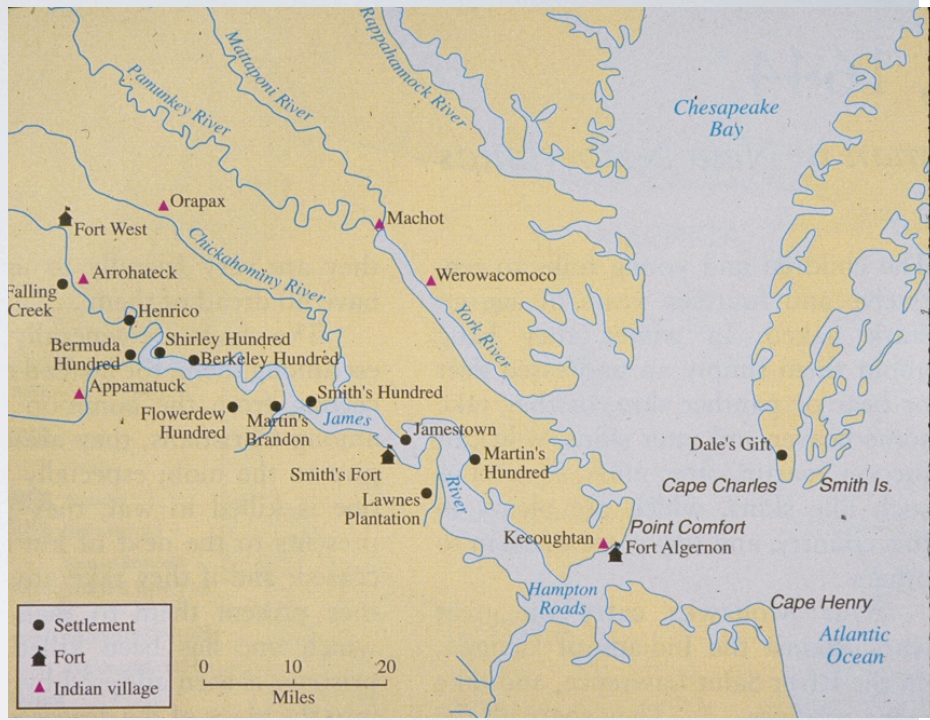 Rappahannock River
Mattaponi River
Pamunkey River
Chesapeake
Bay
Orapax
Machot
Fort West
Chickahominy River
Arrohateck
Werowacomoco
Falling
Creek
Henrico
York River
Shirley Hundred
Bermuda
Hundred
Berkeley Hundred
Appamatuck
Smith's Hundred
Flowerdew
Hundred
Martin's
Brandon
James
River
Jamestown
Smith's Fort
Martin's
Hundred
Dale's Gift
Cape Charles
Smith Is.
Lawnes
Plantation
Point Comfort
Kecoughtan
Fort Algernon
Hampton
Roads
Cape Henry
Atlantic
Ocean
Settlement
Fort
Indian village
0 10 20
Miles